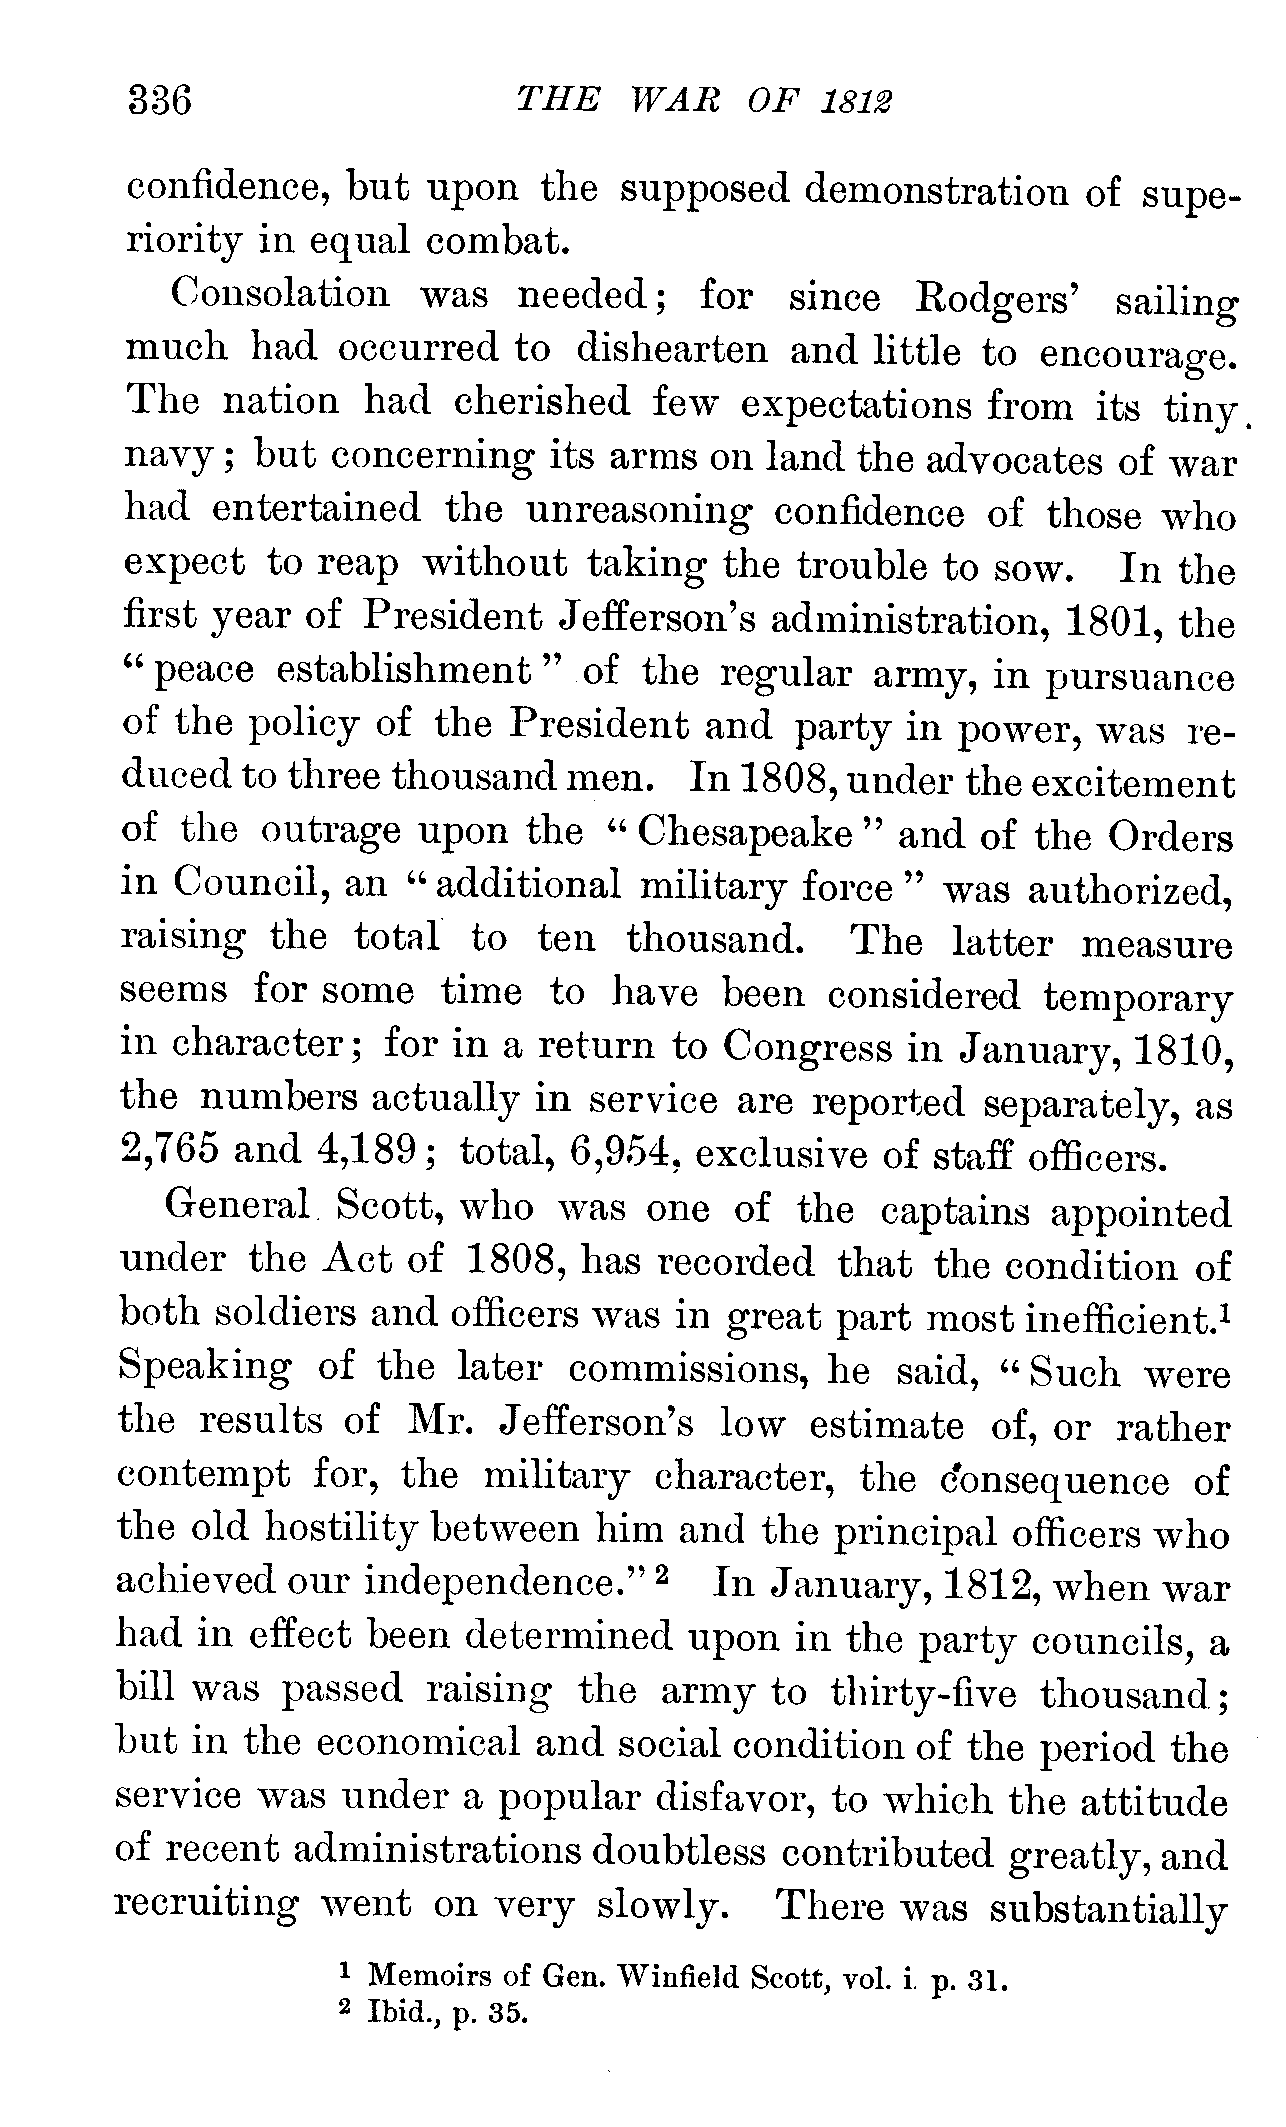 336 THE WAR OF 1812
confidence, but upon the supposed demonstration of supe-
riority in equal combat.
Consolation was needed; for since Rodgers' sailing
much had occurred to dishearten and little to encourage.
The nation had cherished few expectations from its tiny
navy; but concerning its arms on land the advocates of war
had entertained the unreasoning confidence of those who
expect to reap without taking the trouble to sow. In the
first year of President Jefferson's administration, 1801, the
"peace establishment" of the regular army, in pursuance
of the policy of the President and party in power, was re-
duced to three thousand men. In 1808, under the excitement
of the outrage upon the "Chesapeake" and of the Orders
in Council, an "additional military force" was authorized,
raising the total to ten thousand. The latter measure
seems for some time to have been considered temporary
in character; for in a return to Congress in January, 1810,
the numbers actually in service are reported separately, as
2,765 and 4,189; total, 6,954, exclusive of staff officers.
General Scott, who was one of the captains appointed
under the Act of 1808, has recorded that the condition of
both soldiers and officers was in great part most inefficient.¹
Speaking of the later commissions, he said, "Such were
the results of Mr. Jefferson's low estimate of, or rather
contempt for, the military character, the consequence of
the old hostility between him and the principal officers who
achieved our independence."² In January, 1812, when war
had in effect been determined upon in the party councils, a
bill was passed raising the army to thirty-five thousand;
but in the economical and social condition of the period the
service was under a popular disfavor, to which the attitude
of recent administrations doubtless contributed greatly, and
recruiting went on very slowly. There was substantially
¹ Memoirs of Gen. Winfield Scott, vol. i. p. 31.
² Ibid., p. 35.